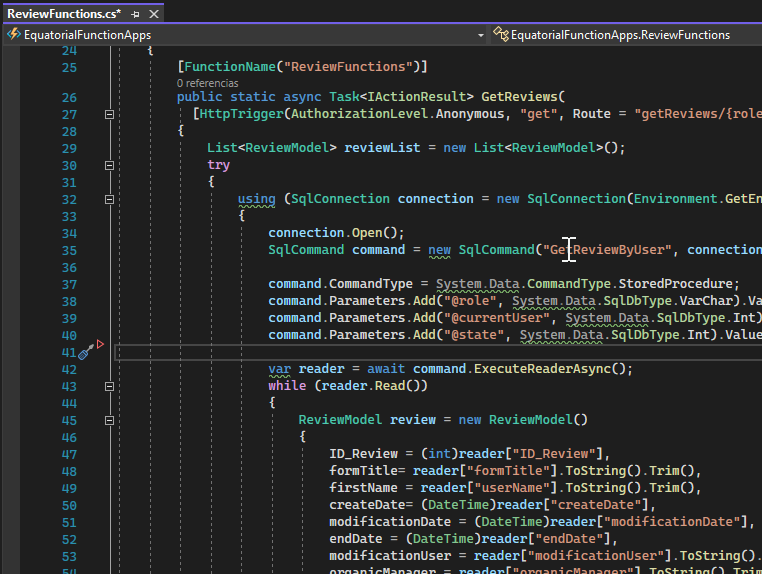 ReviewFunctions.cs*
EquatorialFunctionApps
EquatorialFunctionApps.ReviewFunctions
24 {
25 [FunctionName("ReviewFunctions")]
0 referencias
26 public static async Task<IActionResult> GetReviews(
27 [HttpTrigger(AuthorizationLevel.Anonymous, "get", Route = "getReviews/{role
28 {
29 List<ReviewModel> reviewList = new List<ReviewModel>();
30 try
31 {
32 using (SqlConnection connection = new SqlConnection(Environment.GetEn
33 {
34 connection.Open();
35 SqlCommand command = new SqlCommand("GetReviewByUser", connection
36
37 command.CommandType = System.Data.CommandType.StoredProcedure;
38 command.Parameters.Add("@role", System.Data.SqlDbType.VarChar).Va
39 command.Parameters.Add("@currentUser", System.Data.SqlDbType.Int)
40 command.Parameters.Add("@state", System.Data.SqlDbType.Int).Value
41
42 var reader = await command.ExecuteReaderAsync();
43 while (reader.Read())
44 {
45 ReviewModel review = new ReviewModel()
46 {
47 ID_Review = (int)reader["ID_Review"],
48 formTitle= reader["formTitle"].ToString().Trim(),
49 firstName = reader["userName"].ToString().Trim(),
50 createDate= (DateTime)reader["createDate"],
51 modificationDate = (DateTime)reader["modificationDate"],
52 endDate = (DateTime)reader["endDate"],
53 modificationUser = reader["modificationUser"].ToString().
54 organicManager = reader["organicManager"].ToString().Trim